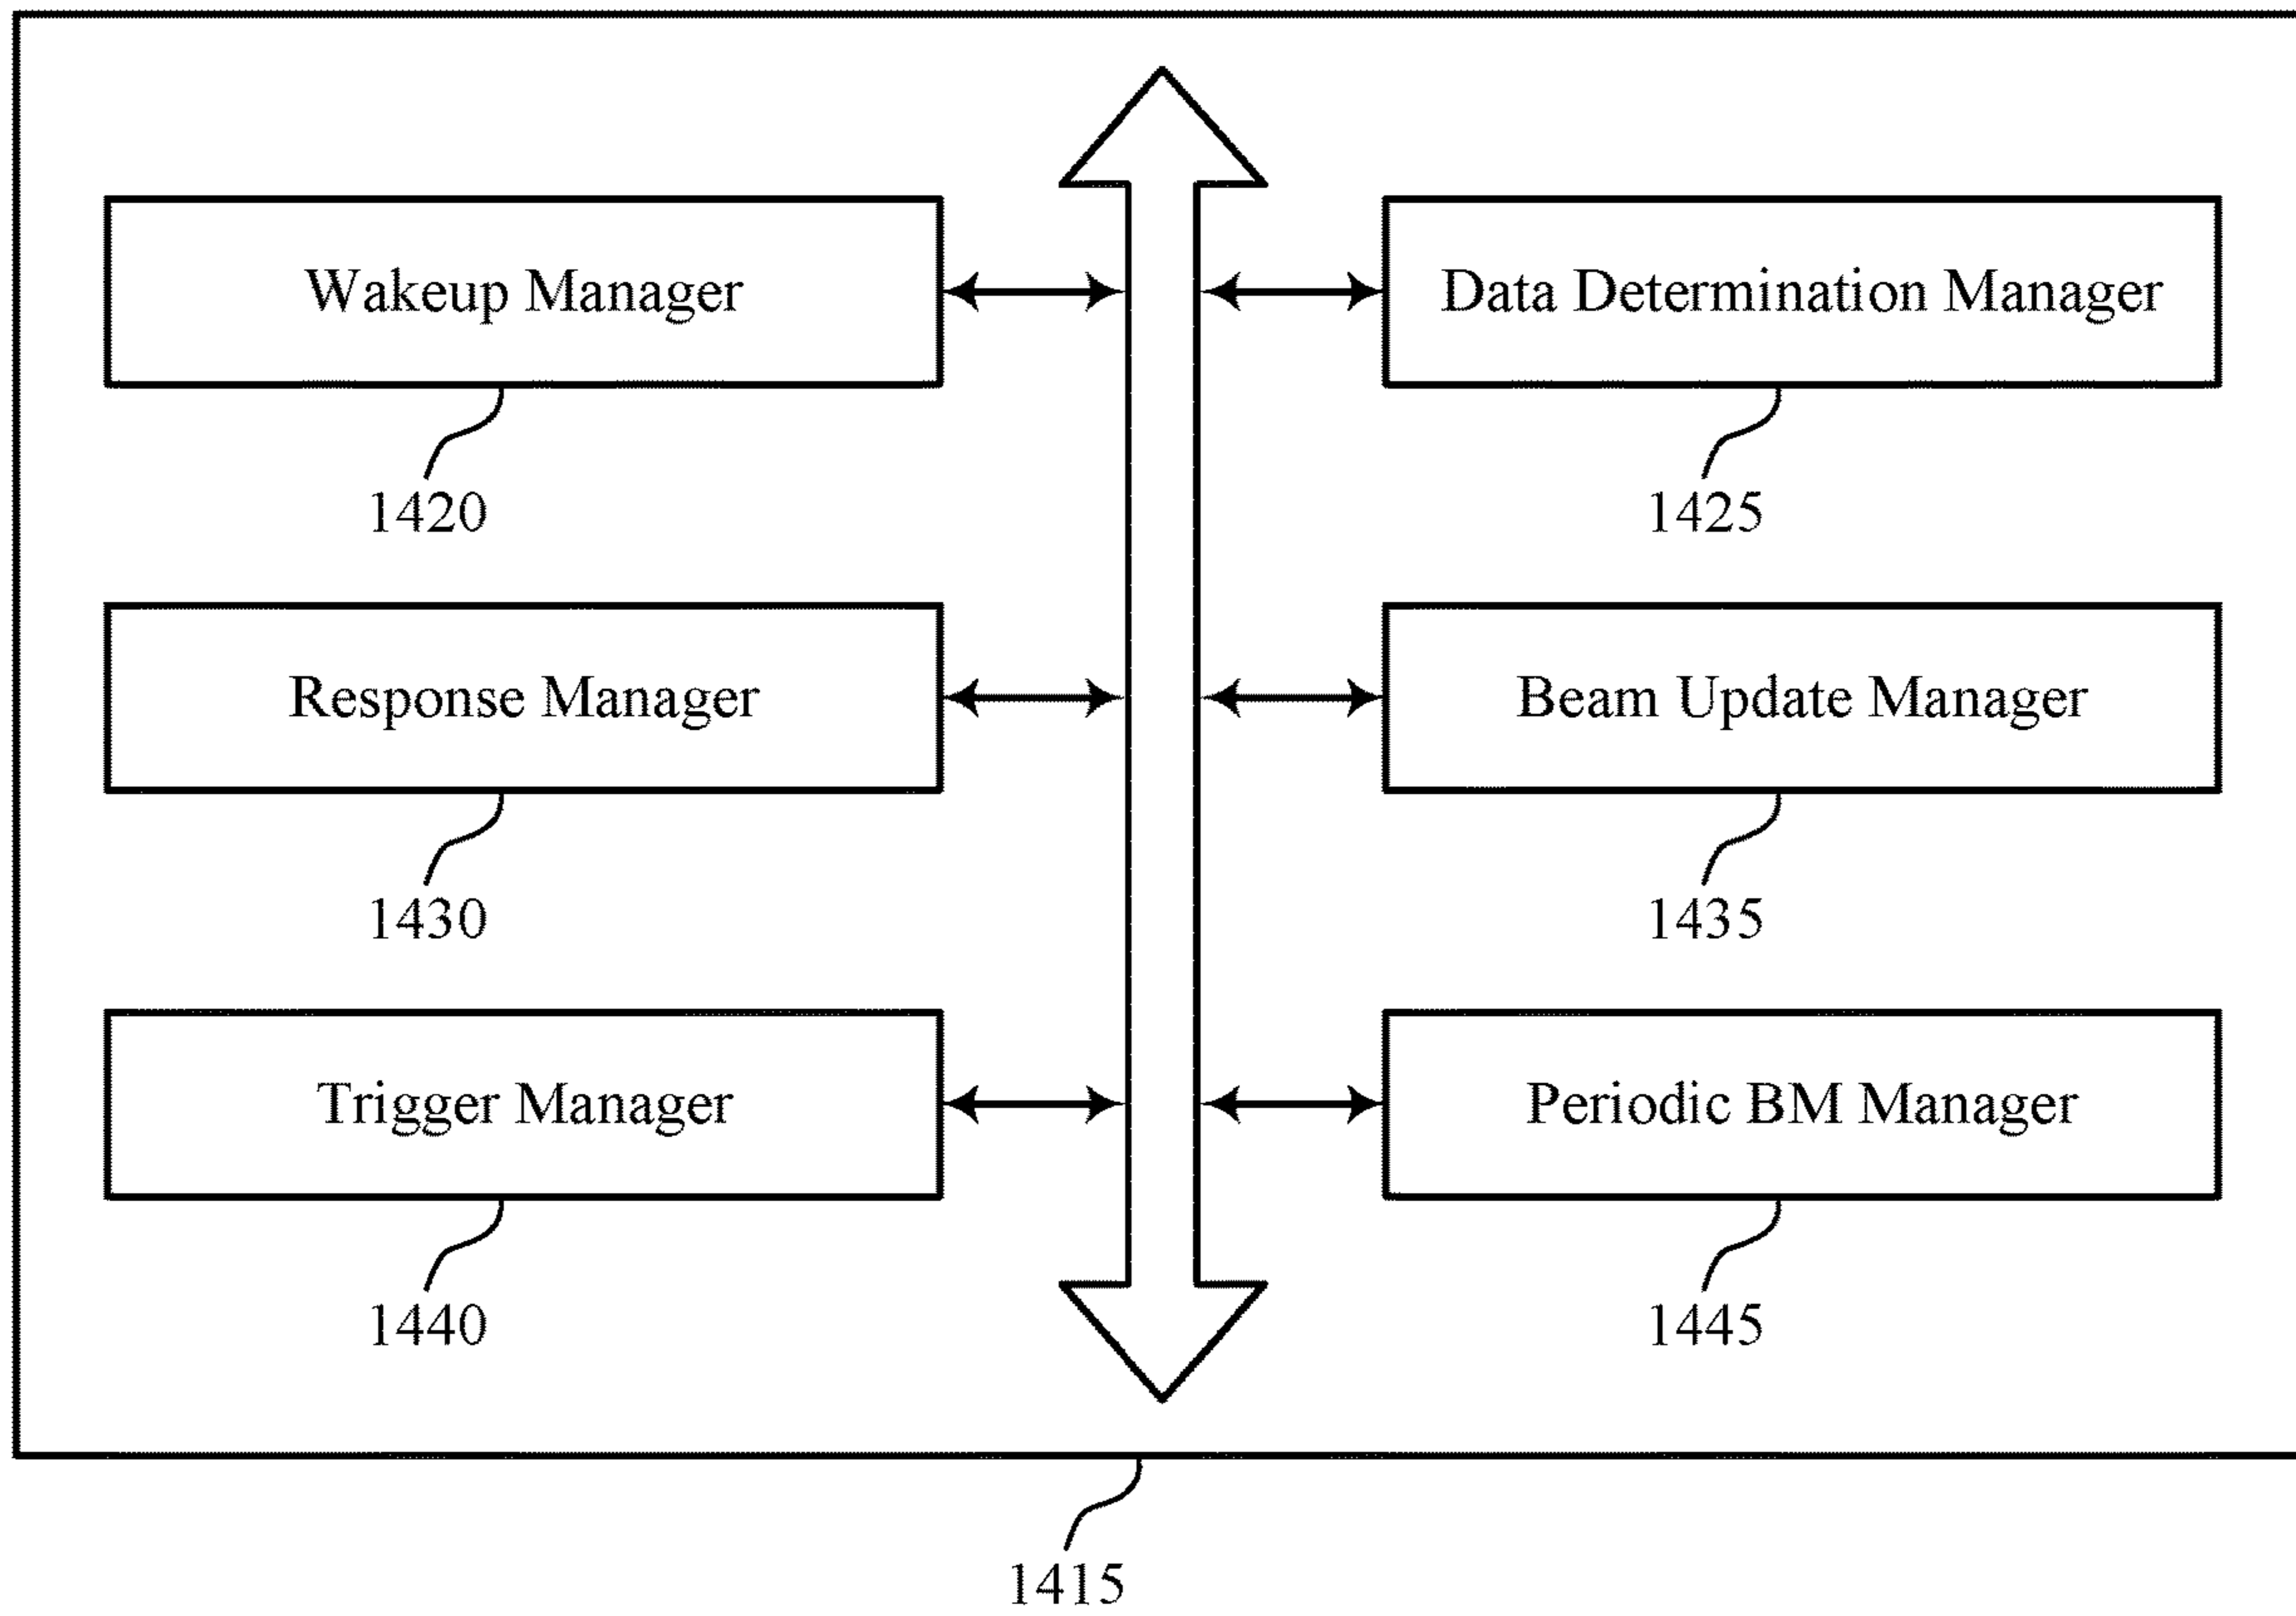 Wakeup Manager
Data Determination Manager
1420
1425
Response Manager
Beam Update Manager
1430
1435
Trigger Manager
Periodic BM Manager
1440
1445
1415